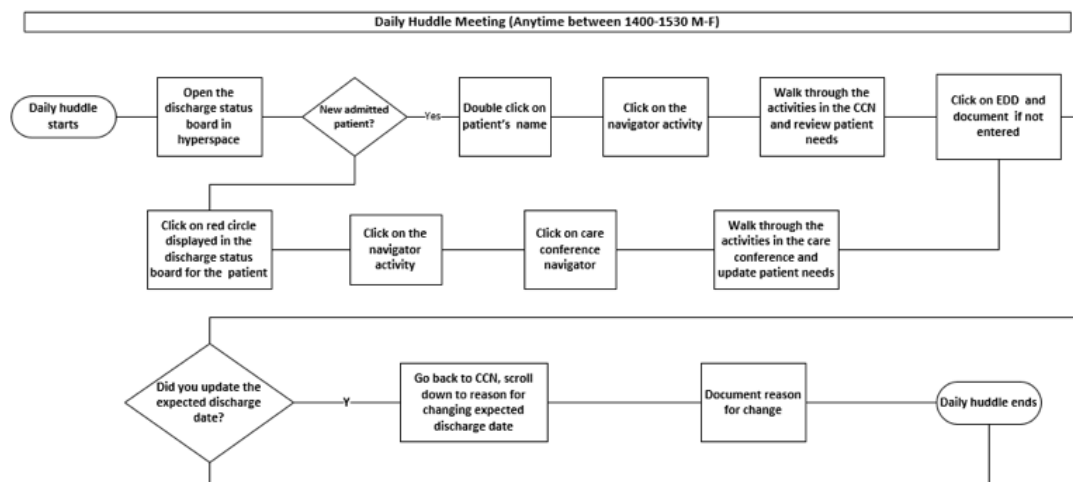 Daily Huddle Meeting (Anytime between 1400-1530 M-F)
Daily huddle
starts
Open the
discharge status
board in
hyperspace
New admitted
patient?
Yes
Double click on
patient's name
Click on the
navigator activity
Walk through the
activities in the CCN
and review patient
needs
Click on EDD and
document if not
entered
Click on red circle
displayed in the
discharge status
board for the patient
Click on the
navigator
activity
Click on care
conference
navigator
Walk through the
activities in the care
conference and
update patient needs
Did you update the
expected discharge
date?
Y
Go back to CCN, scroll
down to reason for
changing expected
discharge date
Document reason
for change
Daily huddle ends